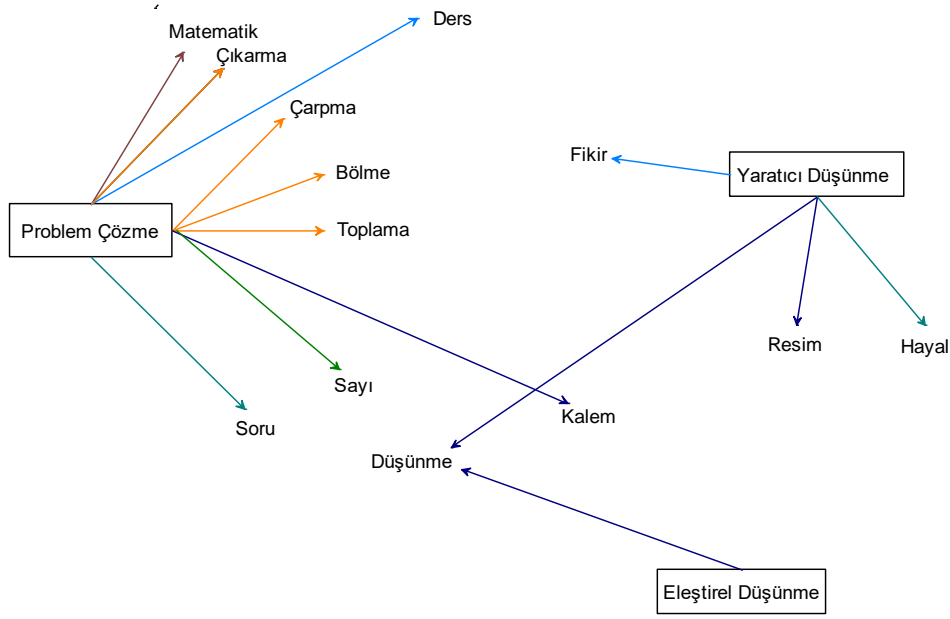 Ders
Matematik
Çıkarma
Çarpma
Fikir
Bölme
Yaratıcı Düşünme
Problem Çözme
Toplama
Resim
Hayal
Sayı
Kalem
Soru
Düşünme
Eleştirel Düşünme